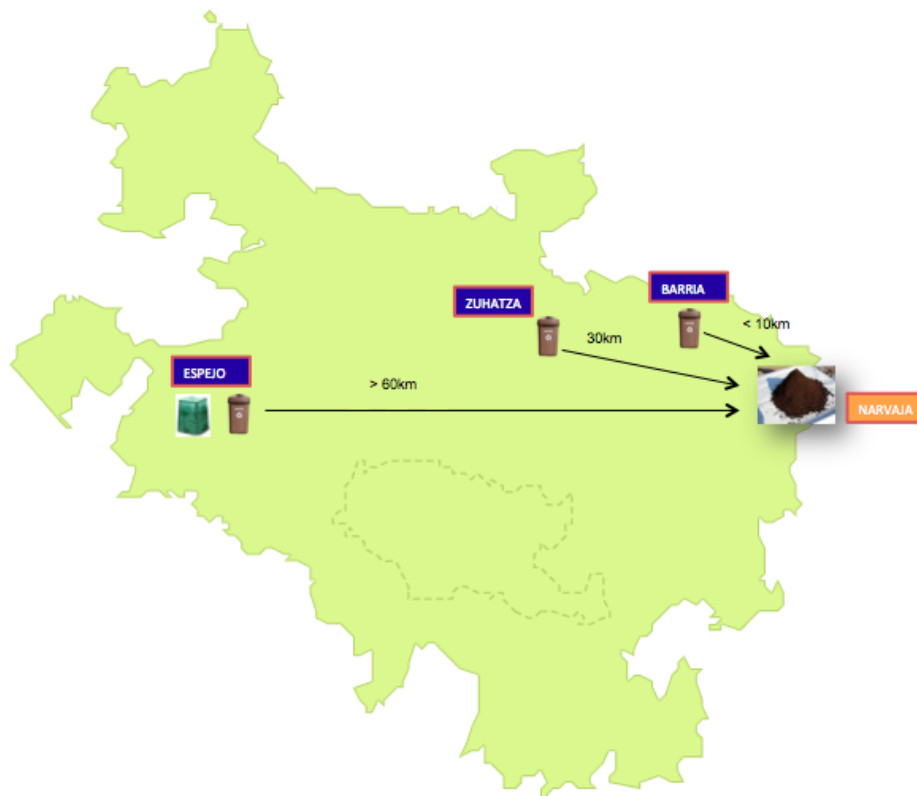 BARRIA
ZUHATZA
< 10km
30km
ESPEJO
> 60km
NARVAJA